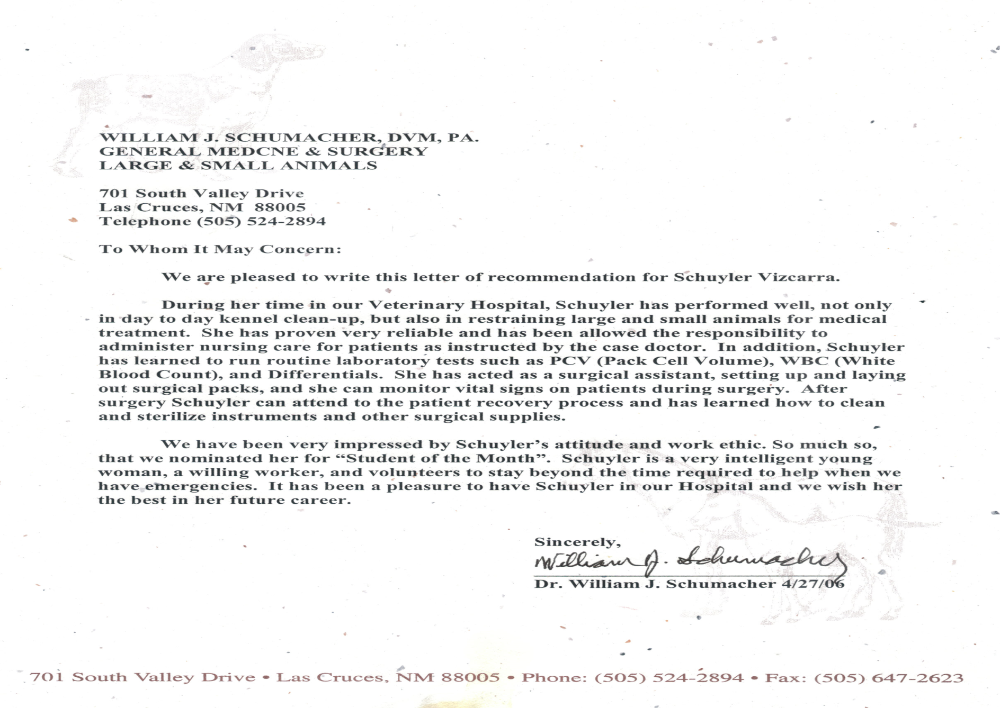 WILLIAM J. SCHUMACHER, DVM, PA.
GENERAL MEDCNE & SURGERY
LARGE & SMALL ANIMALS
701 South Valley Drive
Las Cruces, NM  88005
Telephone (505) 524-2894
To Whom It May Concern:
We are pleased to write this letter of recommendation for Schuyler Vizcarra.
During her time in our Veterinary Hospital, Schuyler has performed well, not only
in day to day kennel clean-up, but also in restraining large and small animals for medical
treatment.  She has proven very reliable and has been allowed the responsibility to
administer nursing care for patients as instructed by the case doctor.  In addition, Schuyler
has learned to run routine laboratory tests such as PCV (Pack Cell Volume), WBC (White
Blood Count), and Differentials.  She has acted as a surgical assistant, setting up and laying
out surgical packs, and she can monitor vital signs on patients during surgery.  After
surgery Schuyler can attend to the patient recovery process and has learned how to clean
and sterilize instruments and other surgical supplies.
We have been very impressed by Schuyler’s attitude and work ethic. So much so,
that we nominated her for “Student of the Month”.  Schuyler is a very intelligent young
woman, a willing worker, and volunteers to stay beyond the time required to help when we
have emergencies.  It has been a pleasure to have Schuyler in our Hospital and we wish her
the best in her future career.
Sincerely,
William J. Schumacher
Dr. William J. Schumacher 4/27/06
701 South Valley Drive • Las Cruces, NM 88005 • Phone: (505) 524-2894 • Fax: (505) 647-2623